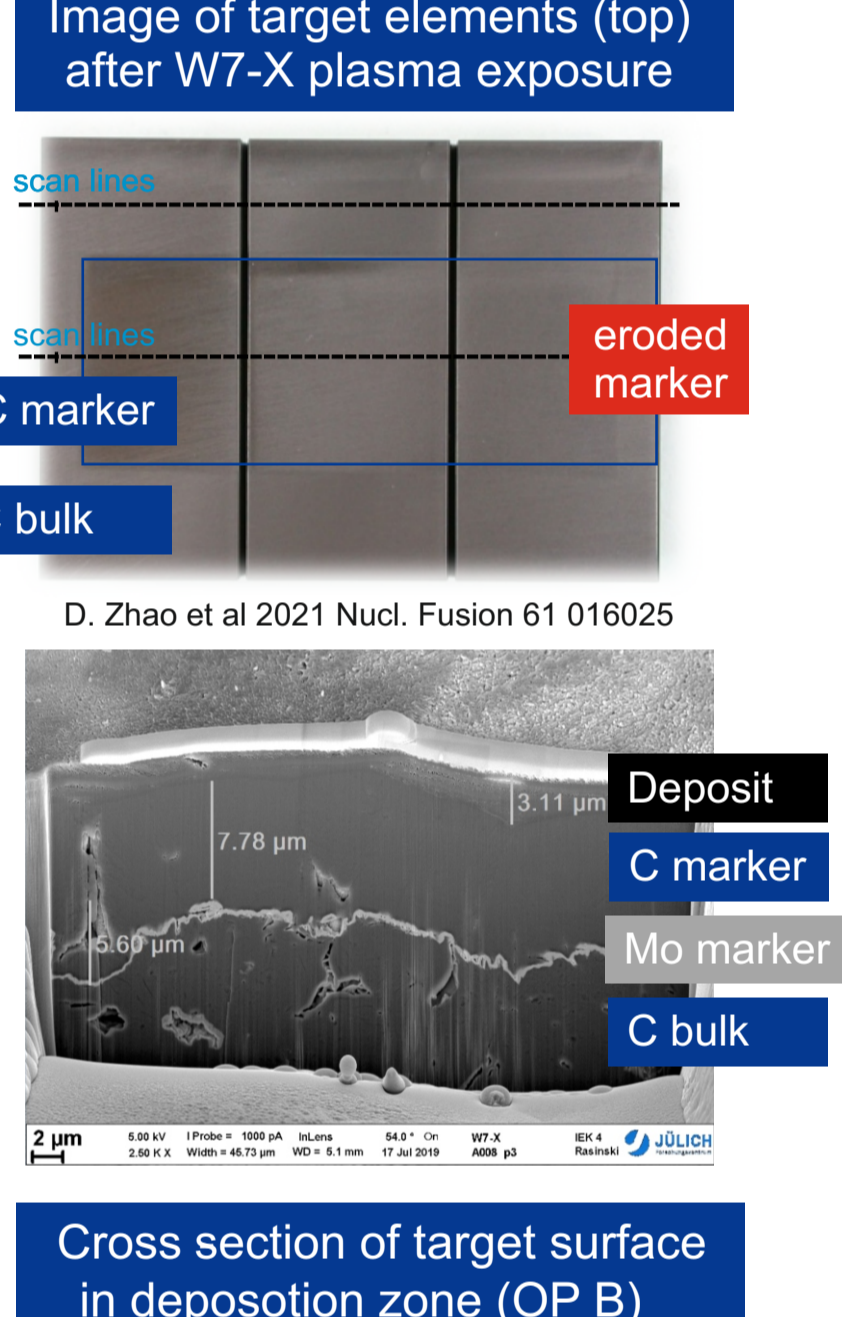 Image of target elements (top)
after W7-X plasma exposure
scan lines
scan lines
eroded
marker
C marker
C bulk
D. Zhao et al 2021 Nucl. Fusion 61 016025
Deposit
3.11 µm
7.78 µm
C marker
5.60 µm
Mo marker
C bulk
2 µm
5.00 kV I Probe = 1000 pA InLens 54.0 ° On W7-X IEK 4
2.50 K X Width = 45.73 µm WD = 5.1 mm 17 Jul 2019 A008 p3 Rasinski
JÜLICH
Forschungszentrum
Cross section of target surface
in deposotion zone (OP B)